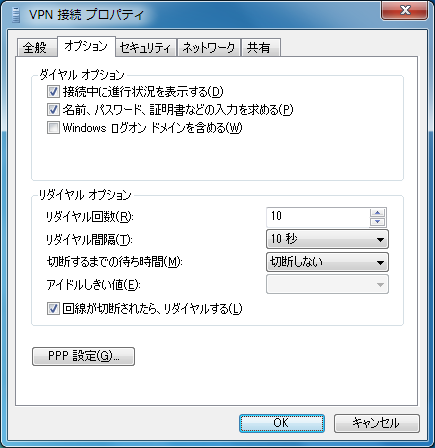 VPN 接続 プロパティ
全般 オプション セキュリティ ネットワーク 共有
ダイヤル オプション
接続中に進行状況を表示する(D)
名前、パスワード、証明書などの入力を求める(P)
Windows ログオン ドメインを含める(W)
リダイヤル オプション
リダイヤル回数(R): 10
リダイヤル間隔(T): 10 秒
切断するまでの待ち時間(M): 切断しない
アイドルしきい値(E):
回線が切断されたら、リダイヤルする(L)
PPP 設定(G)...
OK キャンセル